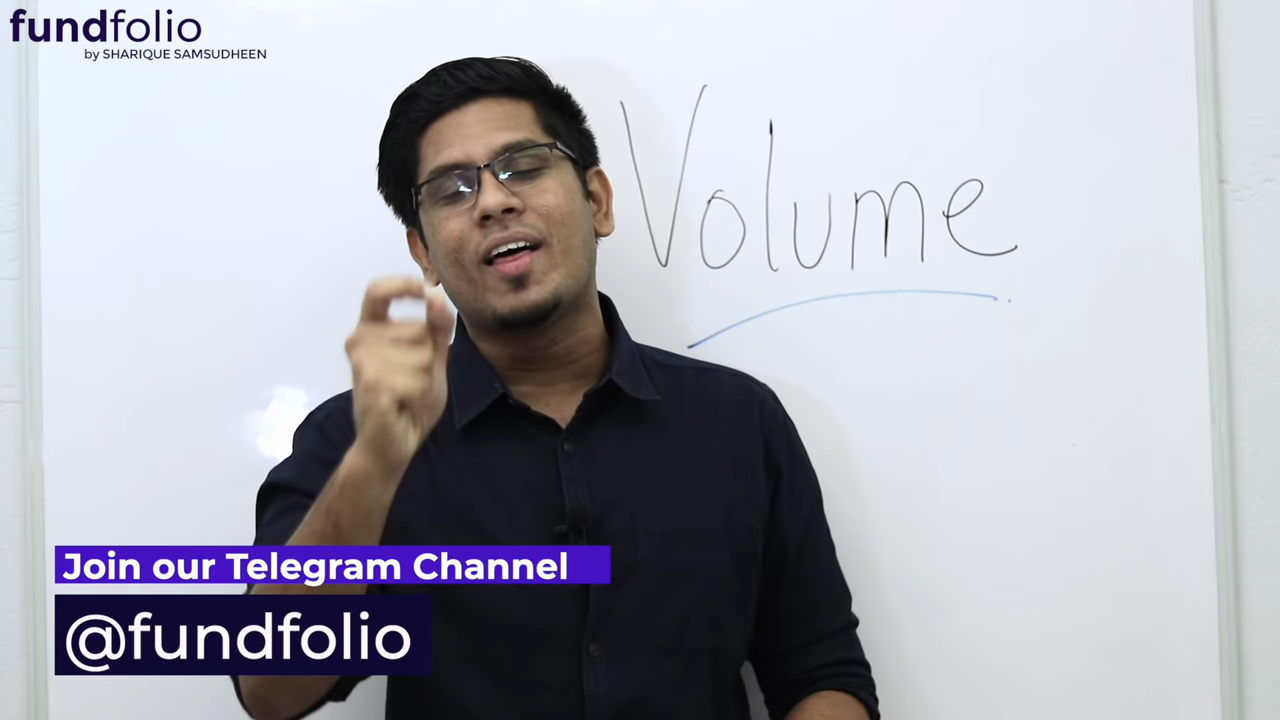 fundfolio
by SHARIQUE SAMSUDHEEN
Volume
Join our Telegram Channel
@fundfolio